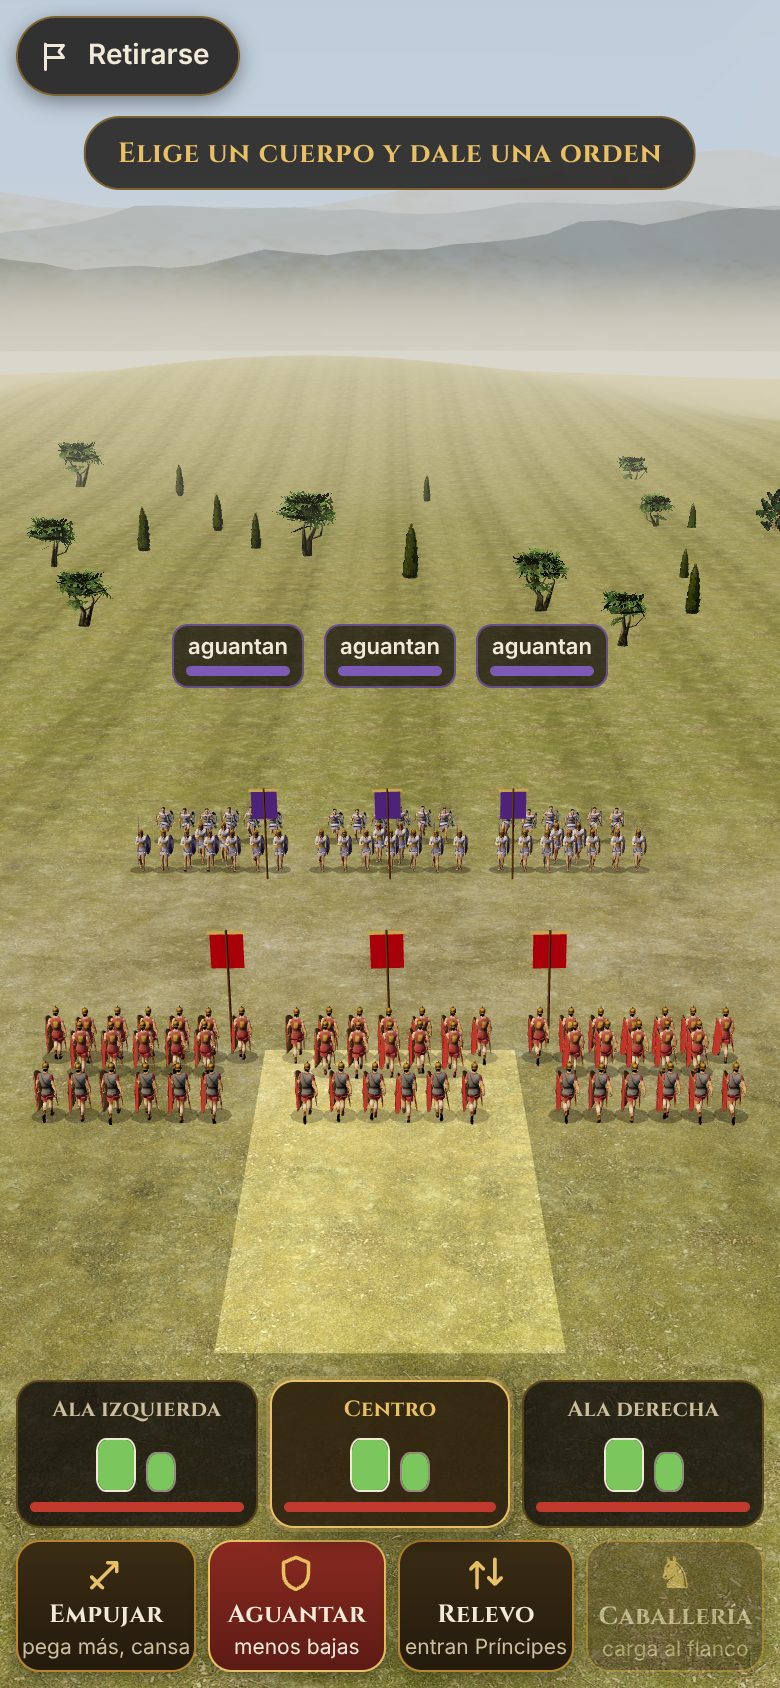 Retirarse
Elige un cuerpo y dale una orden
aguantan aguantan aguantan
Ala izquierda Centro Ala derecha
Empujar Aguantar Relevo Caballería
pega más, cansa menos bajas entran Príncipes carga al flanco